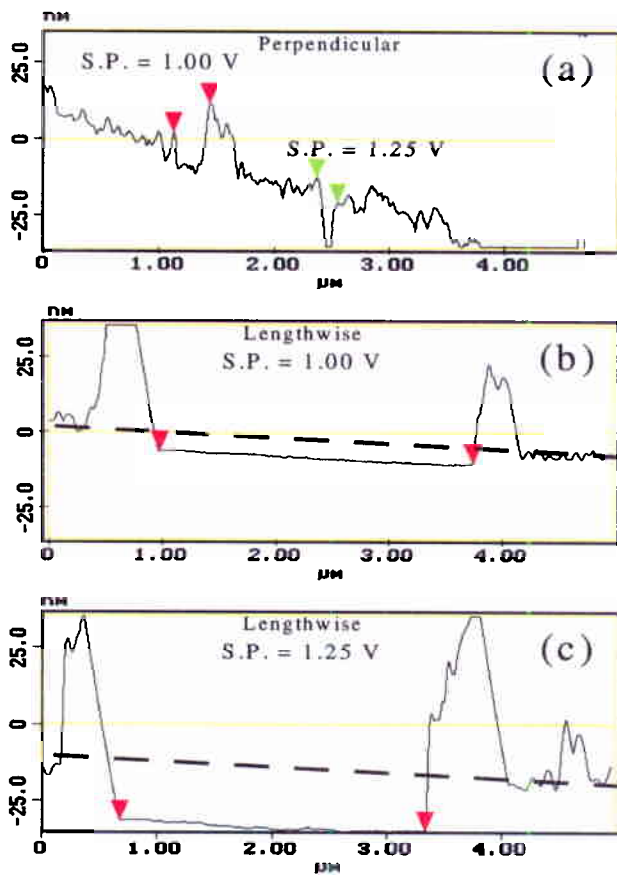 nm
Perpendicular
S.P. = 1.00 V
(a)
25.0
0
S.P. = 1.25 V
-25.0
0 1.00 2.00 3.00 4.00
μM
nm
Lengthwise
S.P. = 1.00 V
(b)
25.0
0
-25.0
0 1.00 2.00 3.00 4.00
μM
nm
Lengthwise
S.P. = 1.25 V
(c)
25.0
0
-25.0
0 1.00 2.00 3.00 4.00
μM